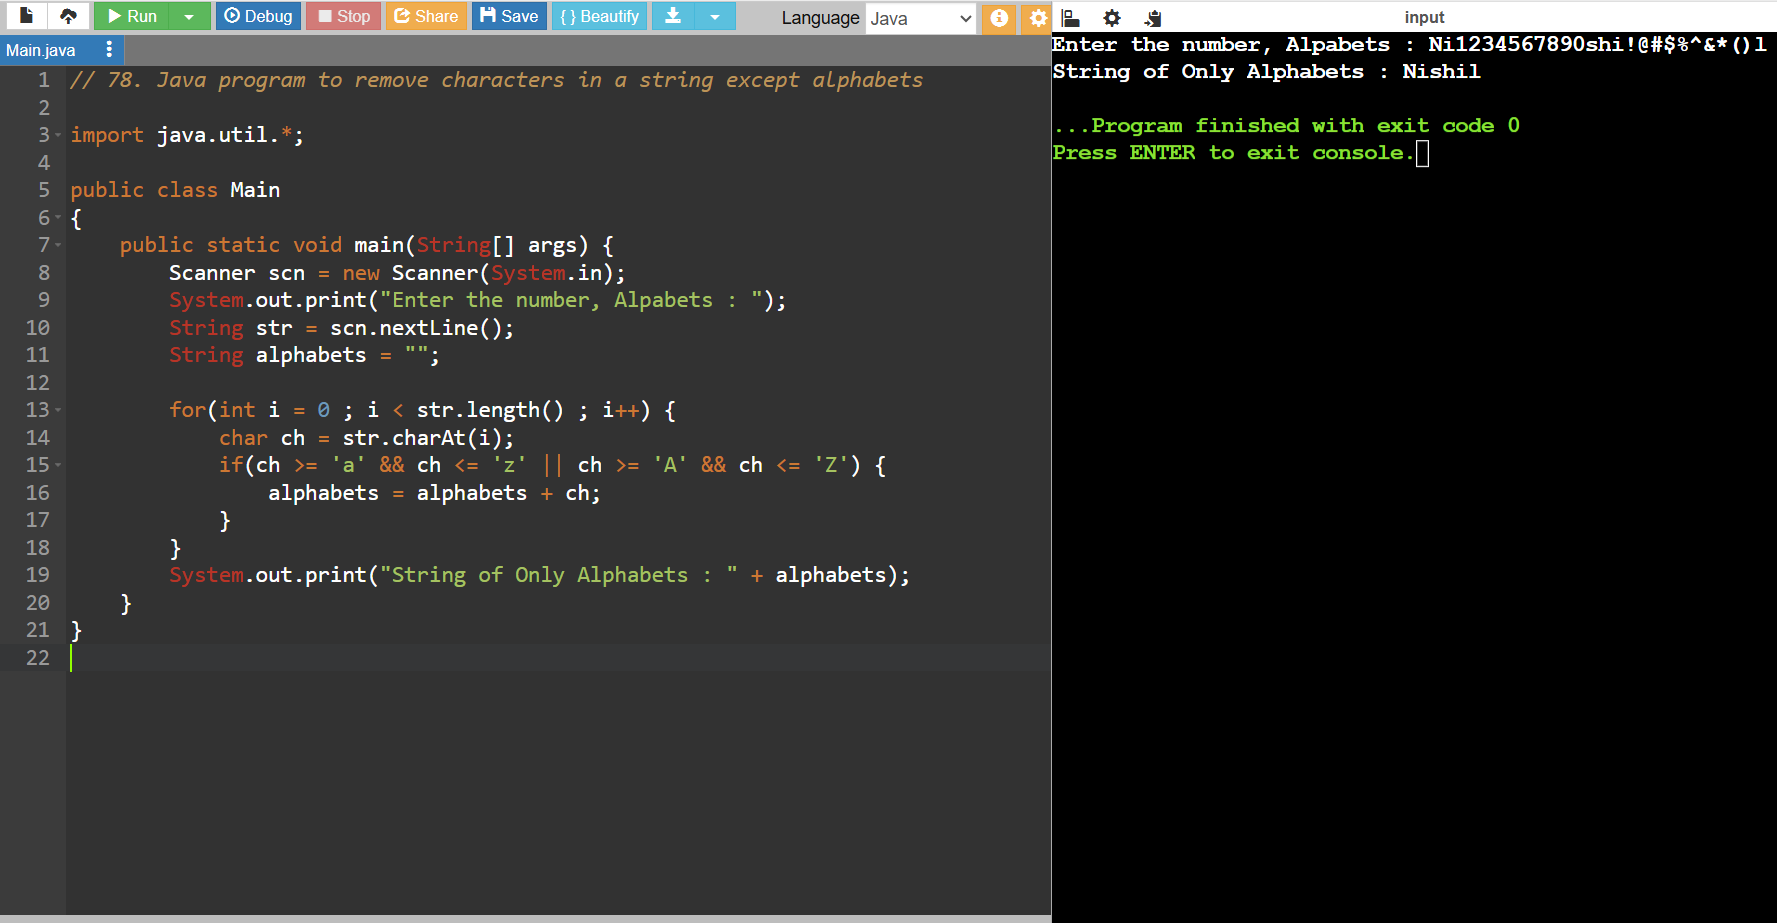 Run Debug Stop Share Save { } Beautify Language Java
Main.java
1 // 78. Java program to remove characters in a string except alphabets
2
3 import java.util.*;
4
5 public class Main
6 {
7     public static void main(String[] args) {
8         Scanner scn = new Scanner(System.in);
9         System.out.print("Enter the number, Alpabets : ");
10         String str = scn.nextLine();
11         String alphabets = "";
12
13         for(int i = 0 ; i < str.length() ; i++) {
14             char ch = str.charAt(i);
15             if(ch >= 'a' && ch <= 'z' || ch >= 'A' && ch <= 'Z') {
16                 alphabets = alphabets + ch;
17             }
18         }
19         System.out.print("String of Only Alphabets : " + alphabets);
20     }
21 }
22
input
Enter the number, Alpabets : Ni1234567890shi!@#$%^&*()l
String of Only Alphabets : Nishil
...Program finished with exit code 0
Press ENTER to exit console.